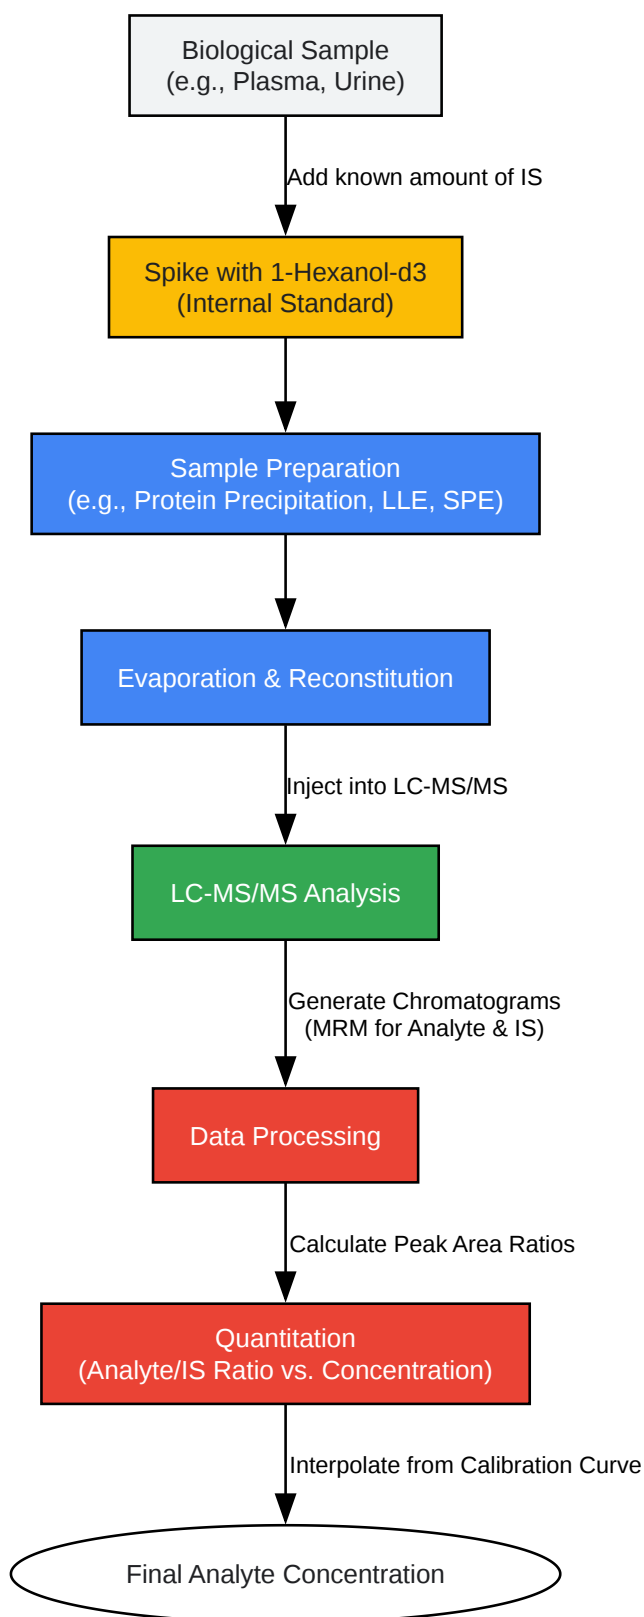 Biological Sample
(e.g., Plasma, Urine)
Add known amount of IS
Spike with 1-Hexanol-d3
(Internal Standard)
Sample Preparation
(e.g., Protein Precipitation, LLE, SPE)
Evaporation & Reconstitution
Inject into LC-MS/MS
LC-MS/MS Analysis
Generate Chromatograms
(MRM for Analyte & IS)
Data Processing
Calculate Peak Area Ratios
Quantitation
(Analyte/IS Ratio vs. Concentration)
Interpolate from Calibration Curve
Final Analyte Concentration